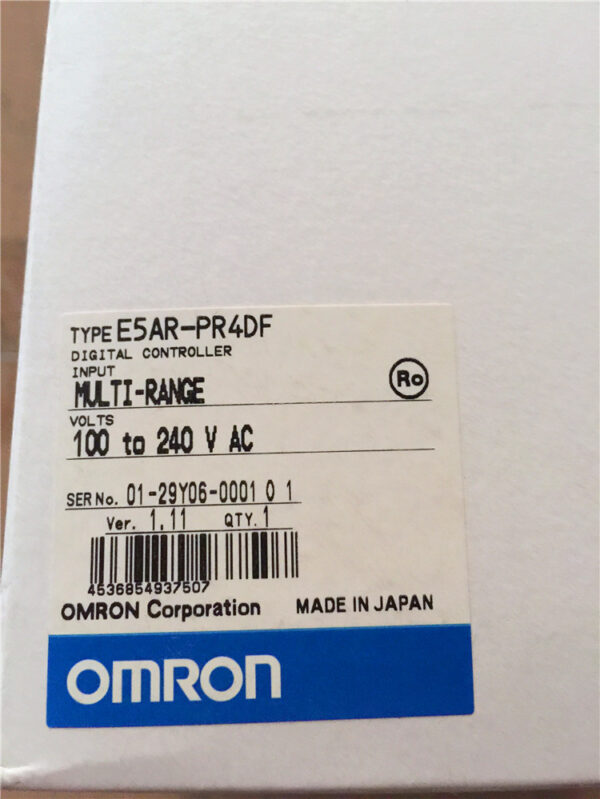 TYPE E5AR-PR4DF
DIGITAL CONTROLLER
INPUT
MULTI-RANGE
Ro
VOLTS
100 to 240 V AC
SER No. 01-29Y06-0001 0 1
Ver. 1.11 QTY. 1
4536854937507
OMRON Corporation MADE IN JAPAN
OMRON